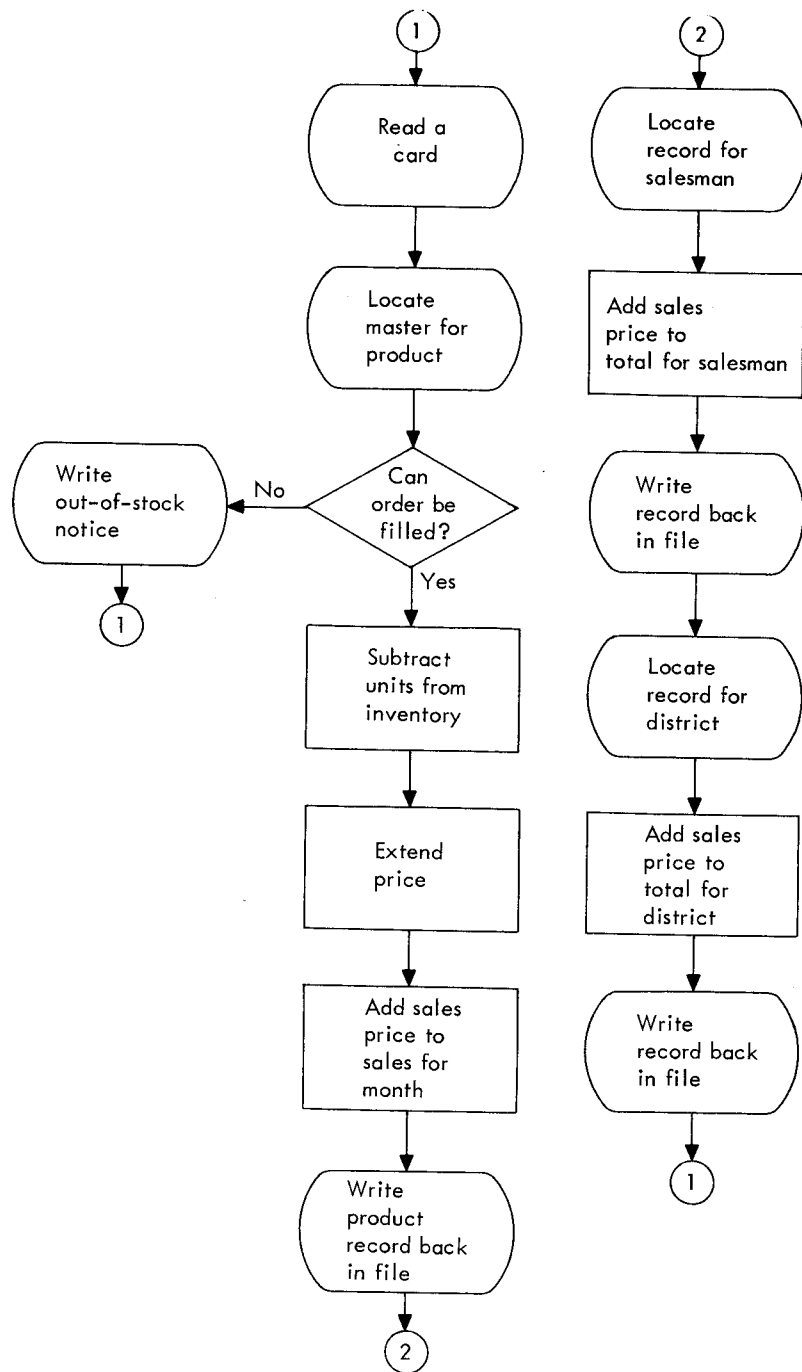 1
Read a
card
Locate
master for
product
Can
order be
filled?
No
Write
out-of-stock
notice
1
Yes
Subtract
units from
inventory
Extend
price
Add sales
price to
sales for
month
Write
product
record back
in file
2
2
Locate
record for
salesman
Add sales
price to
total for salesman
Write
record back
in file
Locate
record for
district
Add sales
price to
total for
district
Write
record back
in file
1